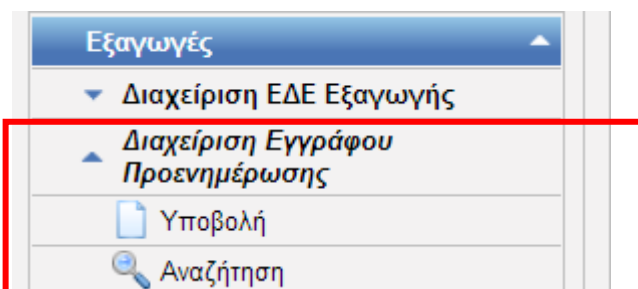 Εξαγωγές
Διαχείριση ΕΔΕ Εξαγωγής
Διαχείριση Εγγράφου
Προενημέρωσης
Υποβολή
Αναζήτηση